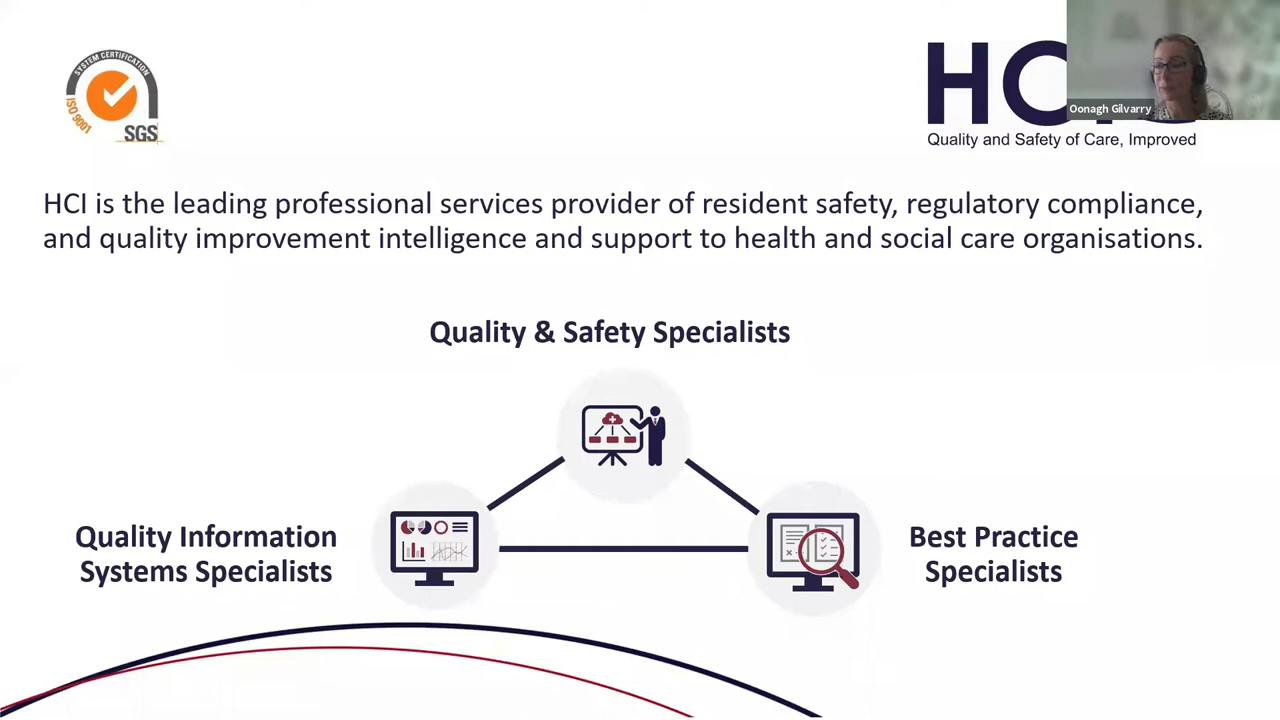 SYSTEM CERTIFICATION
ISO 9001
SGS
Oonagh Gilvarry
Quality and Safety of Care, Improved
HCI is the leading professional services provider of resident safety, regulatory compliance,
and quality improvement intelligence and support to health and social care organisations.
Quality & Safety Specialists
Quality Information
Systems Specialists
Best Practice
Specialists